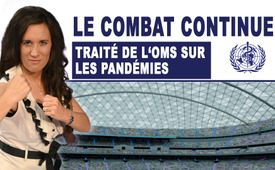 LE COMBAT CONTINUE
TRAITÉ DE L‘OMS SUR
LES PANDÉMIES